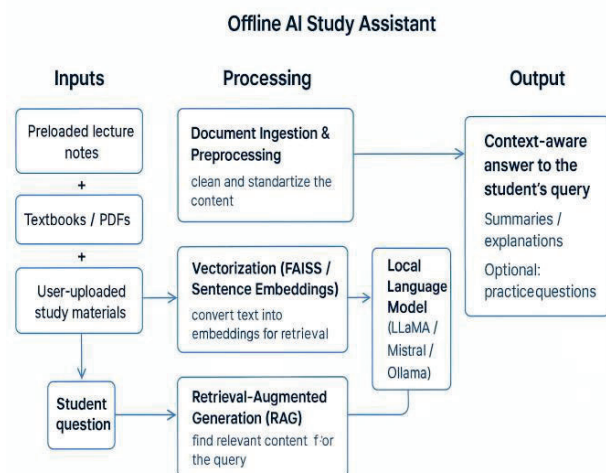 Offline AI Study Assistant
Inputs
Preloaded lecture
notes
+
Textbooks / PDFs
+
User-uploaded
study materials
Student
question
Processing
Document Ingestion &
Preprocessing
clean and standartize the
content
Vectorization (FAISS /
Sentence Embeddings)
convert text into
embeddings for retrieval
Retrieval-Augmented
Generation (RAG)
find relevant content for
the query
Local
Language
Model
(LLaMA /
Mistral /
Ollama)
Output
Context-aware
answer to the
student's query
Summaries /
explanations
Optional:
practice questions